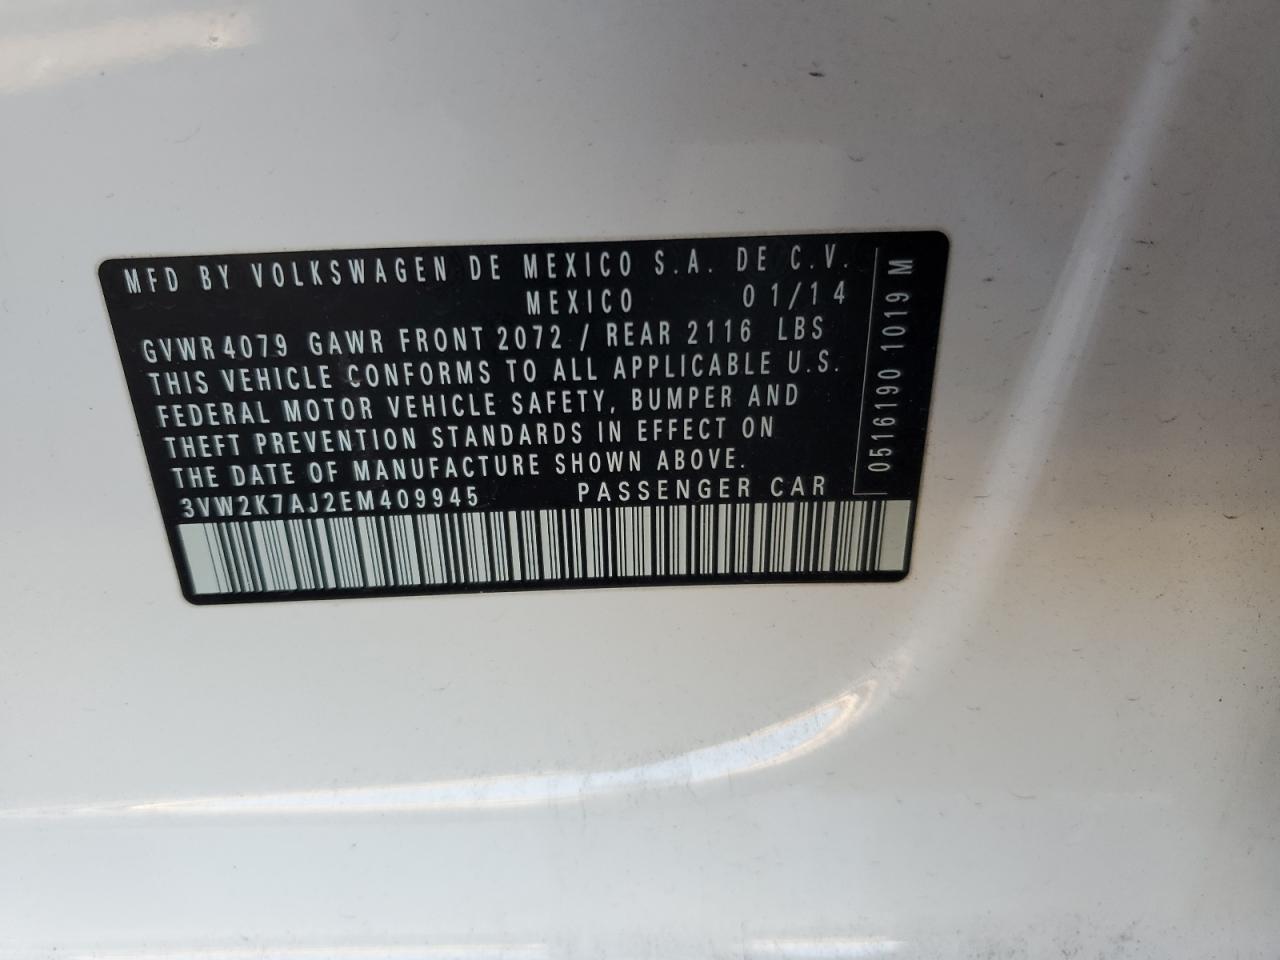 MFD BY VOLKSWAGEN DE MEXICO S.A. DE C.V.
MEXICO 01/14
GVWR 4079 GAWR FRONT 2072 / REAR 2116 LBS
THIS VEHICLE CONFORMS TO ALL APPLICABLE U.S.
FEDERAL MOTOR VEHICLE SAFETY, BUMPER AND
THEFT PREVENTION STANDARDS IN EFFECT ON
THE DATE OF MANUFACTURE SHOWN ABOVE.
3VW2K7AJ2EM409945 PASSENGER CAR
0516190 1019 M